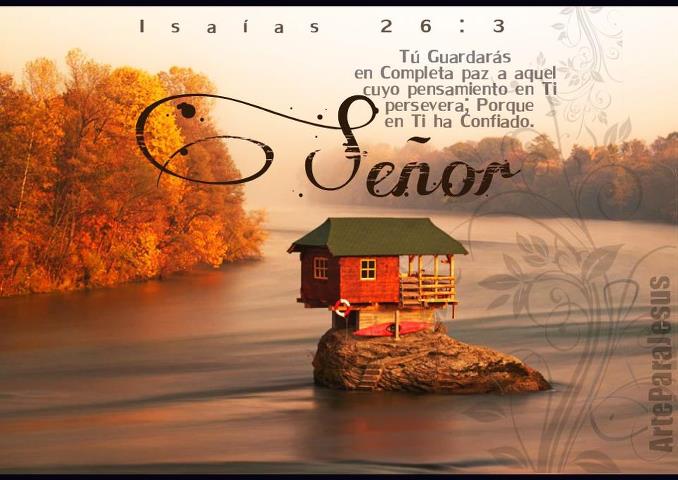 Isaías 26:3
Tú Guardarás
en Completa paz a aquel
cuyo pensamiento en Ti
persevera; Porque
en Ti ha Confiado.
Señor
ArteParaJesus